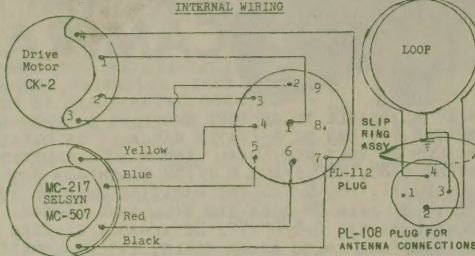 INTERNAL WIRING
Drive
Motor
CK-2
4
1
2
3
MC-217
SELSYN
MC-507
Yellow
Blue
Red
Black
2
9
3
4
1
8
5
6
7
PL-112
PLUG
LOOP
SLIP
RING
ASSY
4
1
3
2
PL-108 PLUG FOR
ANTENNA CONNECTIONS